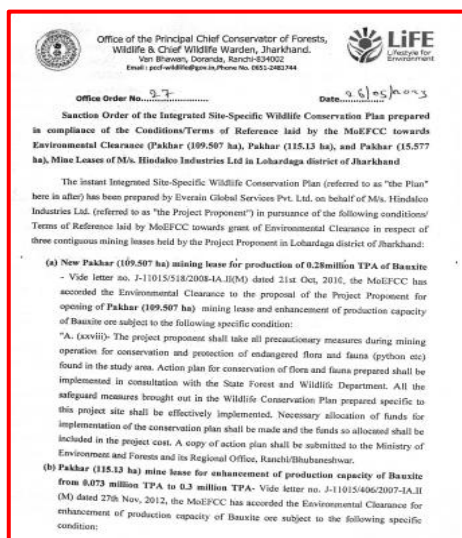 Office of the Principal Chief Conservator of Forests,
Wildlife & Chief Wildlife Warden, Jharkhand.
Van Bhawan, Doranda, Ranchi-834002
Email : pccf-wildlife@gov.in,Phone No. 0651-2481744
LiFE
Lifestyle for
Environment
Office Order No. 27 Date 26/05/2023
Sanction Order of the Integrated Site-Specific Wildlife Conservation Plan prepared
in compliance of the Conditions/Terms of Reference laid by the MoEFCC towards
Environmental Clearance (Pakhar (109.507 ha), Pakhar (115.13 ha), and Pakhar (15.577
ha), Mine Leases of M/s. Hindalco Industries Ltd in Lohardaga district of Jharkhand
The instant Integrated Site-Specific Wildlife Conservation Plan (referred to as "the Plan"
here in after) has been prepared by Everain Global Services Pvt. Ltd. on behalf of M/s. Hindalco
Industries Ltd. (referred to as "the Project Proponent") in pursuance of the following conditions/
Terms of Reference laid by MoEFCC towards grant of Environmental Clearance in respect of
three contiguous mining leases held by the Project Proponent in Lohardaga district of Jharkhand:
(a) New Pakhar (109.507 ha) mining lease for production of 0.28million TPA of Bauxite
- Vide letter no. J-11015/518/2008-IA.II(M) dated 21st Oct, 2010, the MoEFCC has
accorded the Environmental Clearance to the proposal of the Project Proponent for
opening of Pakhar (109.507 ha) mining lease and enhancement of production capacity
of Bauxite ore subject to the following specific condition:
"A. (xxviii)- The project proponent shall take all precautionary measures during mining
operation for conservation and protection of endangered flora and fauna (python etc)
found in the study area. Action plan for conservation of flora and fauna prepared shall be
implemented in consultation with the State Forest and Wildlife Department. All the
safeguard measures brought out in the Wildlife Conservation Plan prepared specific to
this project site shall be effectively implemented. Necessary allocation of funds for
implementation of the conservation plan shall be made and the funds so allocated shall be
included in the project cost. A copy of action plan shall be submitted to the Ministry of
Environment and Forests and its Regional Office, Ranchi/Bhubaneshwar.
(b) Pakhar (115.13 ha) mine lease for enhancement of production capacity of Bauxite
from 0.073 million TPA to 0.3 million TPA- Vide letter no. J-11015/406/2007-IA.II
(M) dated 27th Nov, 2012, the MoEFCC has accorded the Environmental Clearance for
enhancement of production capacity of Bauxite ore subject to the following specific
condition: